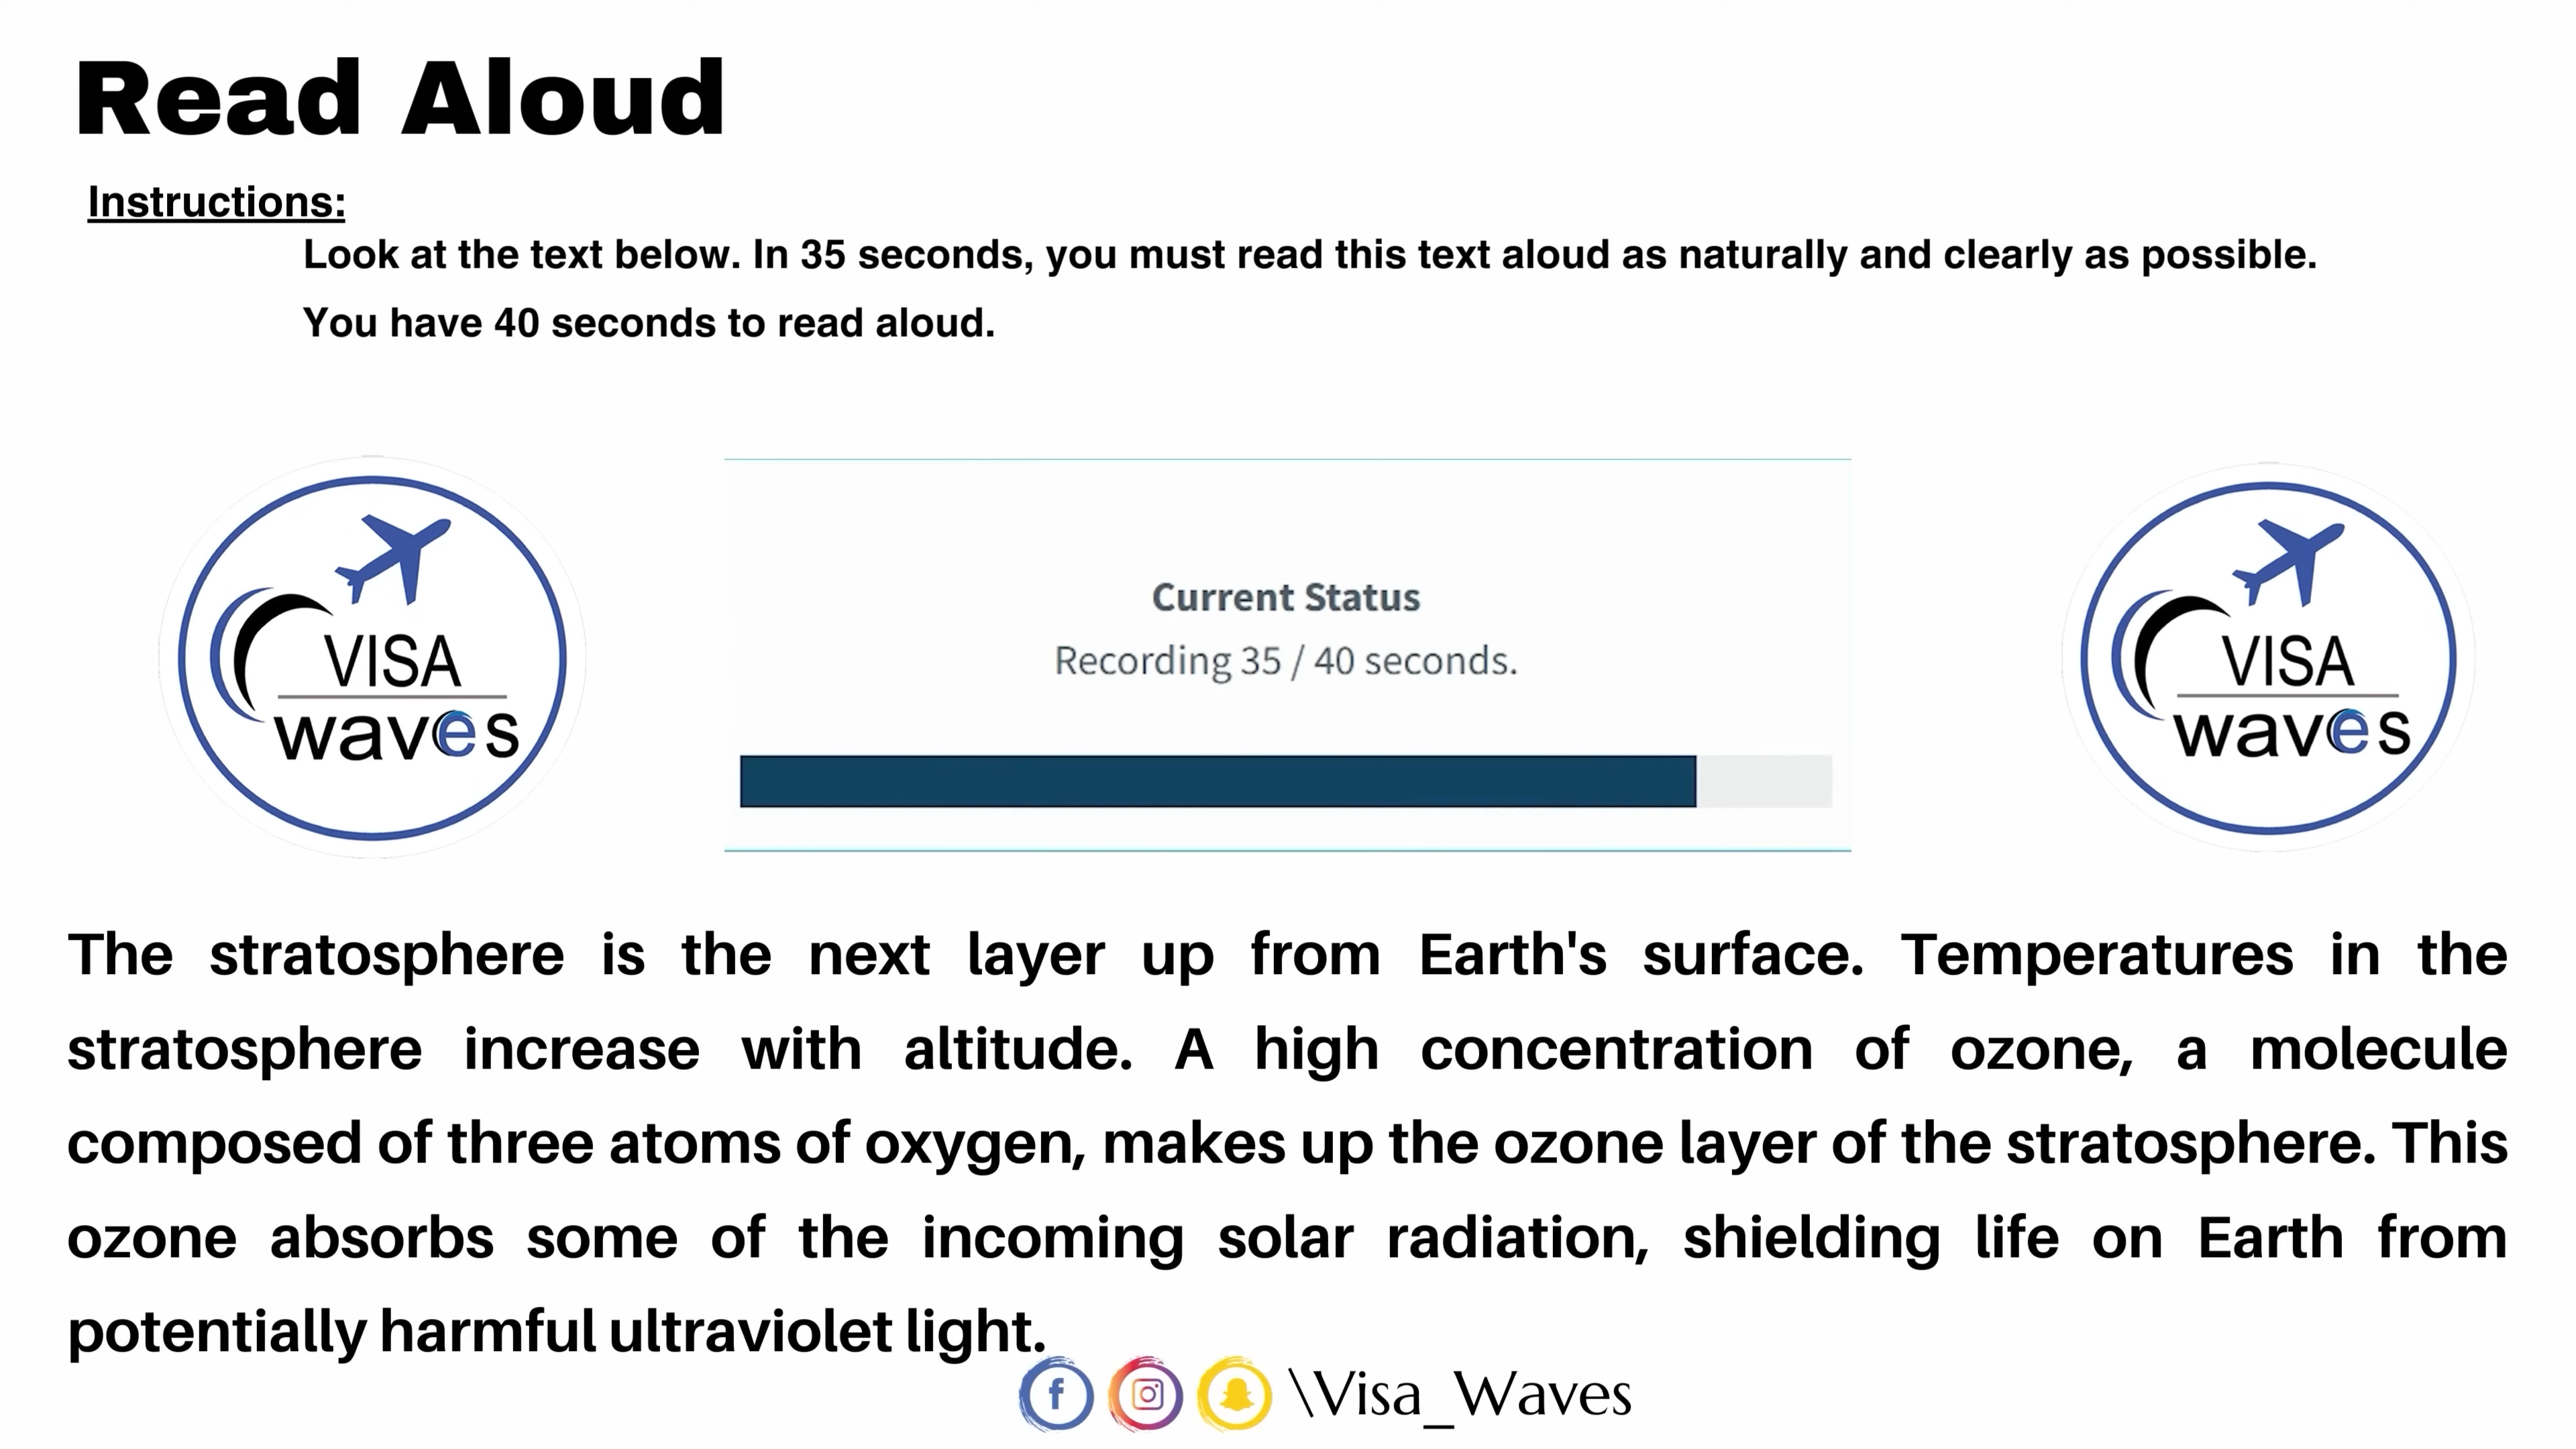 Read Aloud
Instructions:
Look at the text below. In 35 seconds, you must read this text aloud as naturally and clearly as possible.
You have 40 seconds to read aloud.
VISA
waves
Current Status
Recording 35 / 40 seconds.
VISA
waves
The stratosphere is the next layer up from Earth's surface. Temperatures in the
stratosphere increase with altitude. A high concentration of ozone, a molecule
composed of three atoms of oxygen, makes up the ozone layer of the stratosphere. This
ozone absorbs some of the incoming solar radiation, shielding life on Earth from
potentially harmful ultraviolet light.
\Visa_Waves